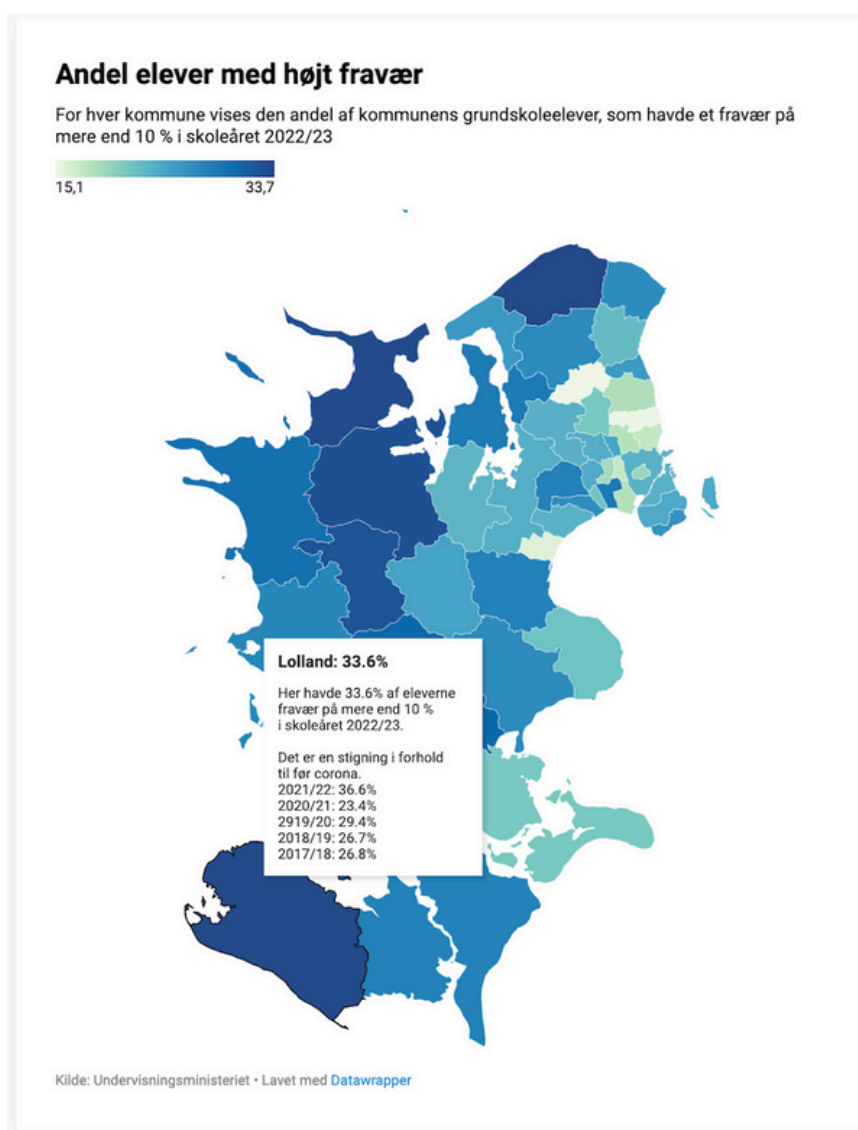 Andel elever med højt fravær
For hver kommune vises den andel af kommunens grundskoleelever, som havde et fravær på
mere end 10 % i skoleåret 2022/23
15,1 33,7
Lolland: 33.6%
Her havde 33.6% af eleverne
fravær på mere end 10 %
i skoleåret 2022/23.
Det er en stigning i forhold
til før corona.
2021/22: 36.6%
2020/21: 23.4%
2919/20: 29.4%
2018/19: 26.7%
2017/18: 26.8%
Kilde: Undervisningsministeriet • Lavet med Datawrapper